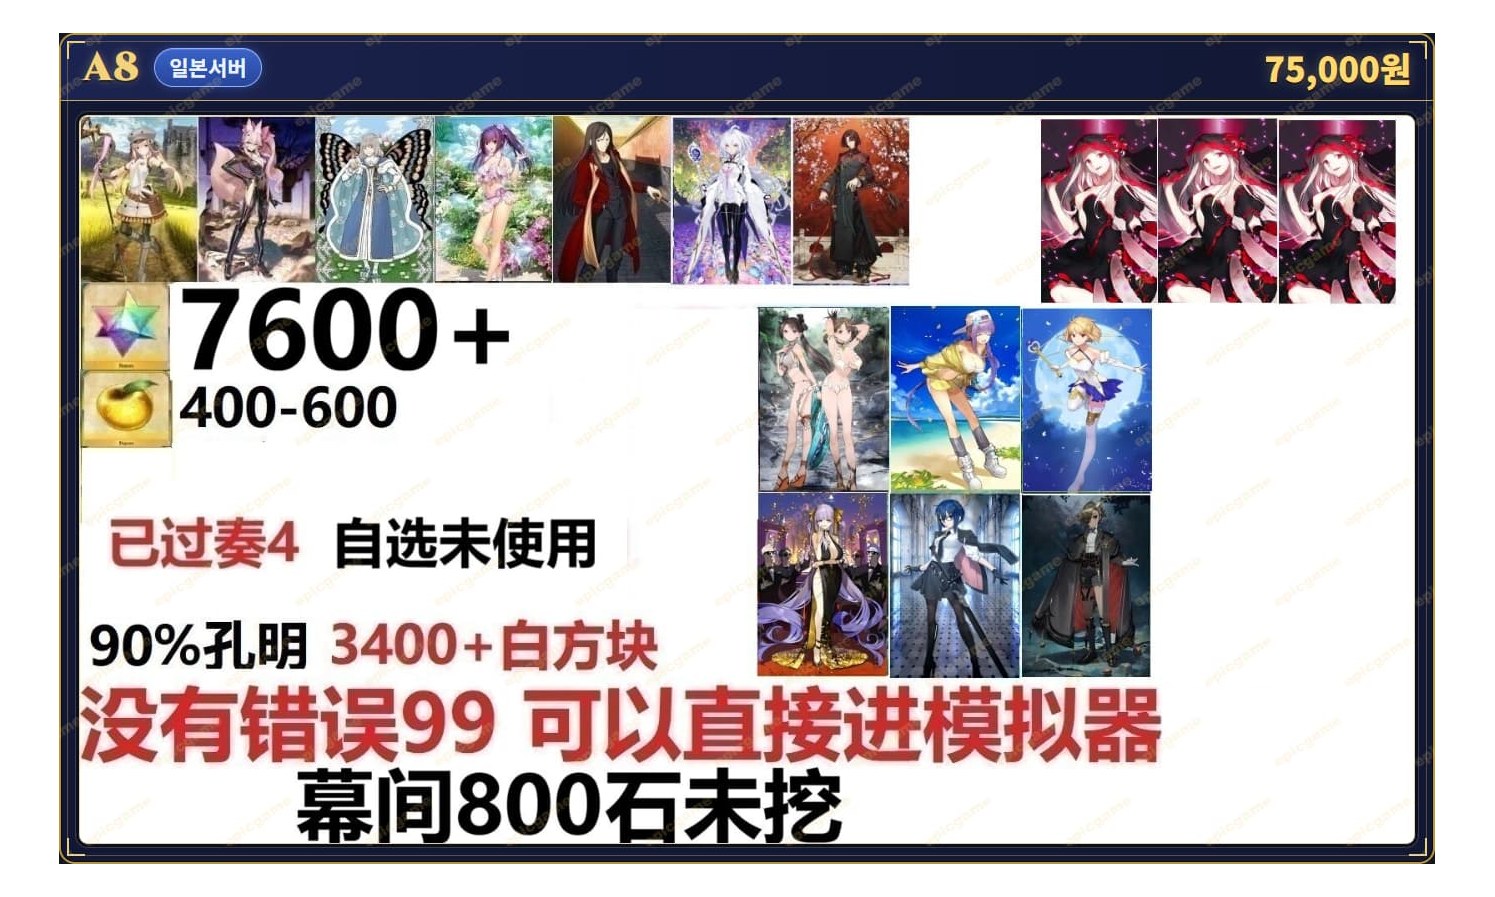 A8 일본서버 75,000원
7600+
400-600
已过奏4 自选未使用
90%孔明 3400+白方块
没有错误99 可以直接进模拟器
幕间800石未挖
epicgame